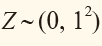 Z ~ (0, 1²)